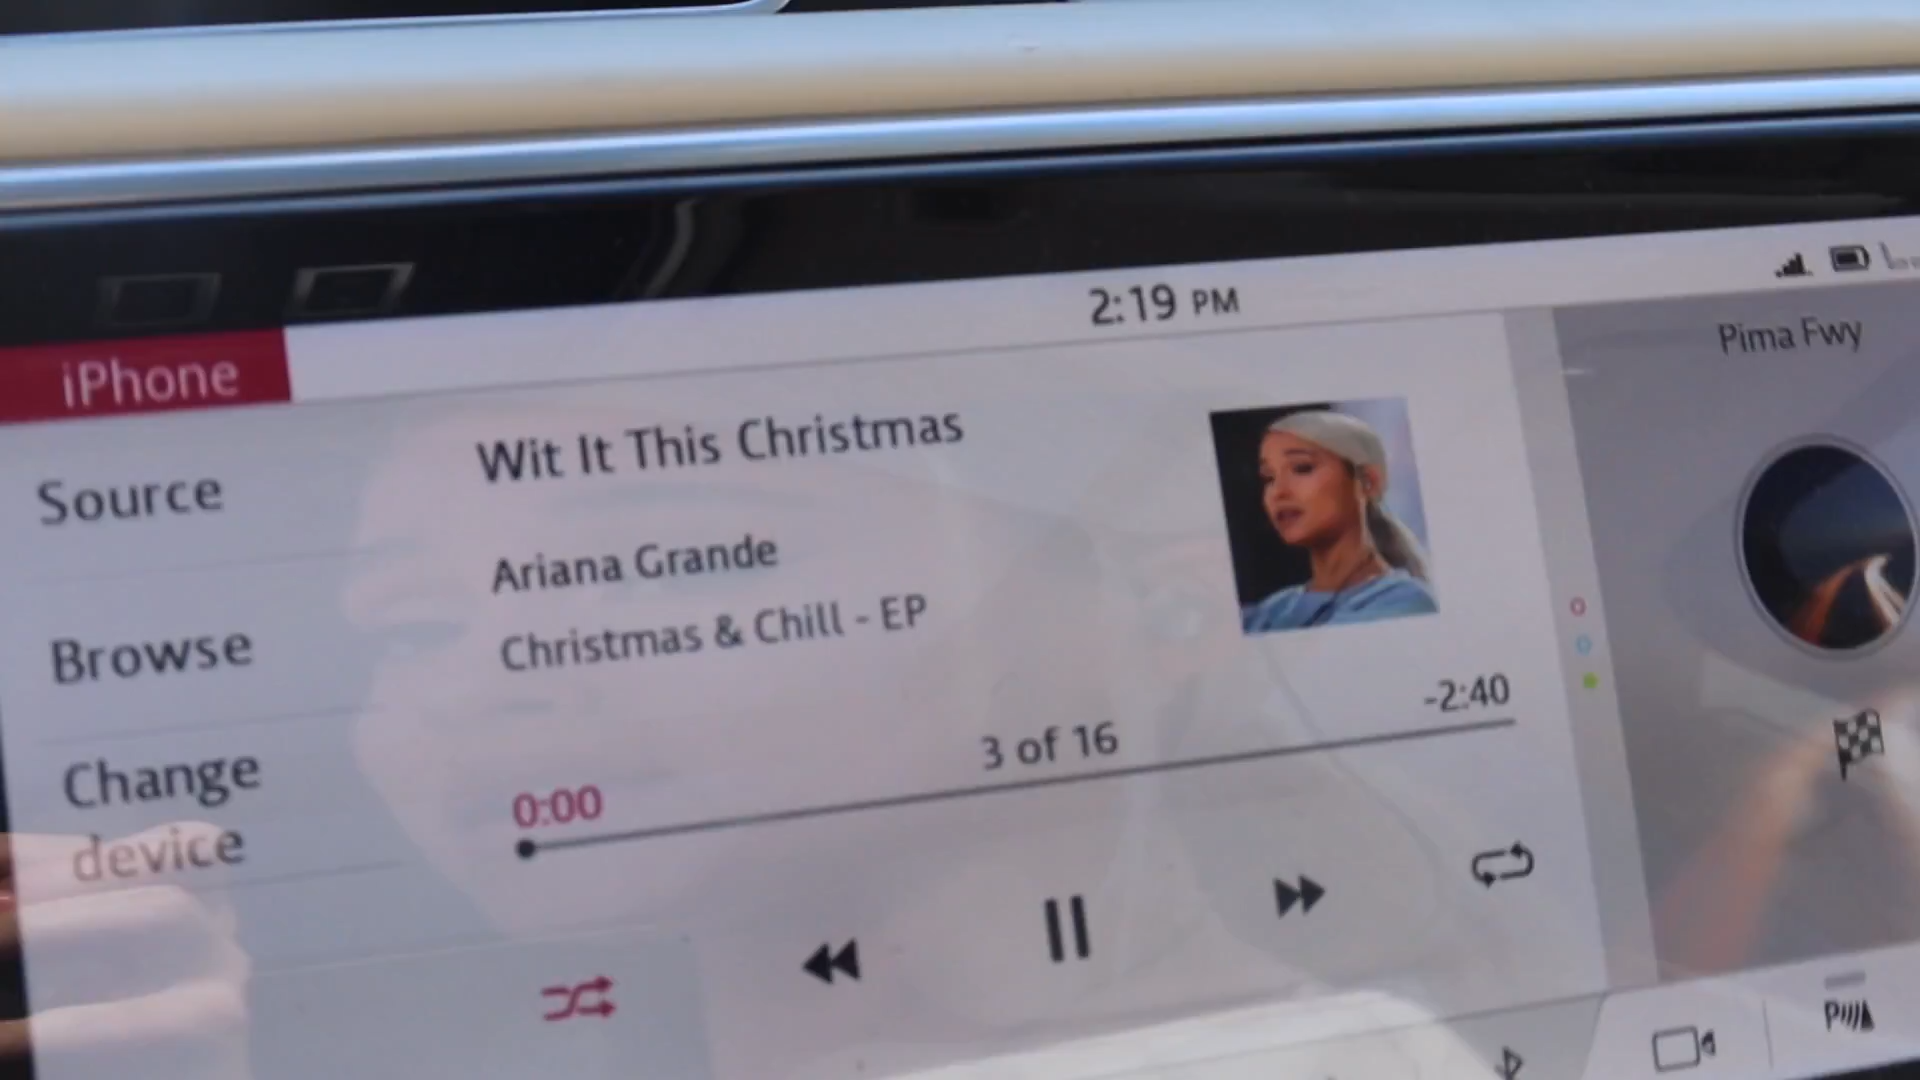 2:19 PM
iPhone
Pima Fwy
Source
Wit It This Christmas
Ariana Grande
Browse
Christmas & Chill - EP
-2:40
3 of 16
Change
device
0:00
P